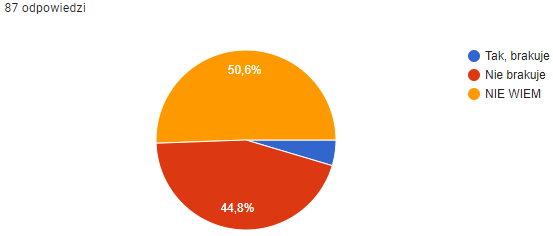 87 odpowiedzi
50,6%
44,8%
Tak, brakuje
Nie brakuje
NIE WIEM